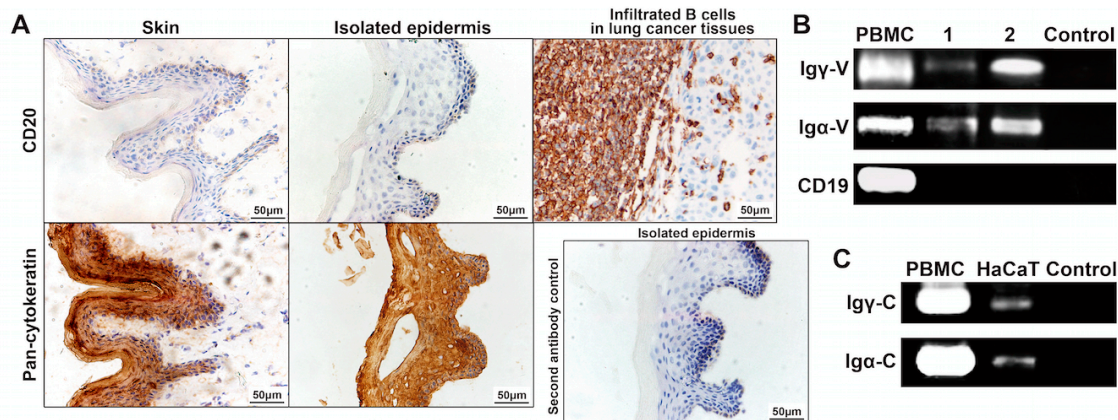 A
Skin
Isolated epidermis
Infiltrated B cells
in lung cancer tissues
CD20
50μm
50μm
50μm
Pan-cytokeratin
50μm
50μm
Isolated epidermis
Second antibody control
50μm
B
PBMC 1 2 Control
Igγ-V
Igα-V
CD19
C
PBMC HaCaT Control
Igγ-C
Igα-C